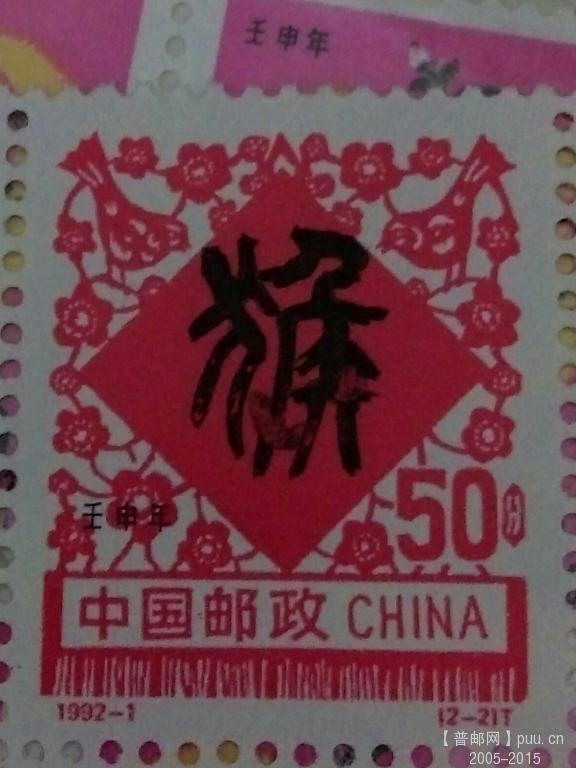 壬申年
猴
50分
壬申年
中国邮政 CHINA
1992-1
(2-2)T
【普邮网】puu.cn
2005-2015